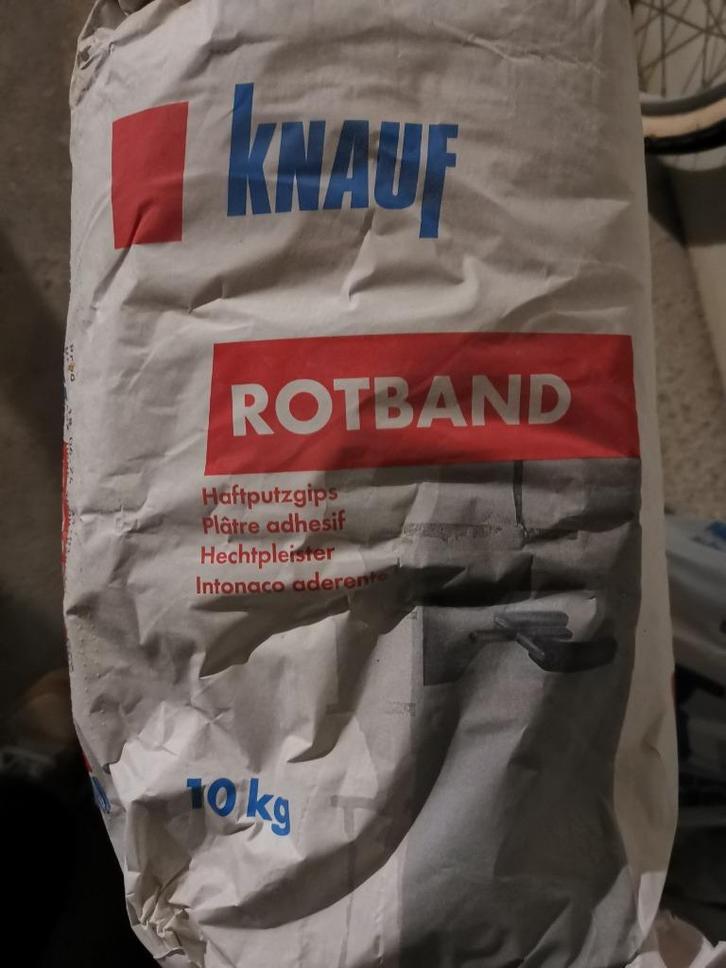 KNAUF
ROTBAND
Haftputzgips
Plâtre adhesif
Hechtpleister
Intonaco aderente
10 kg